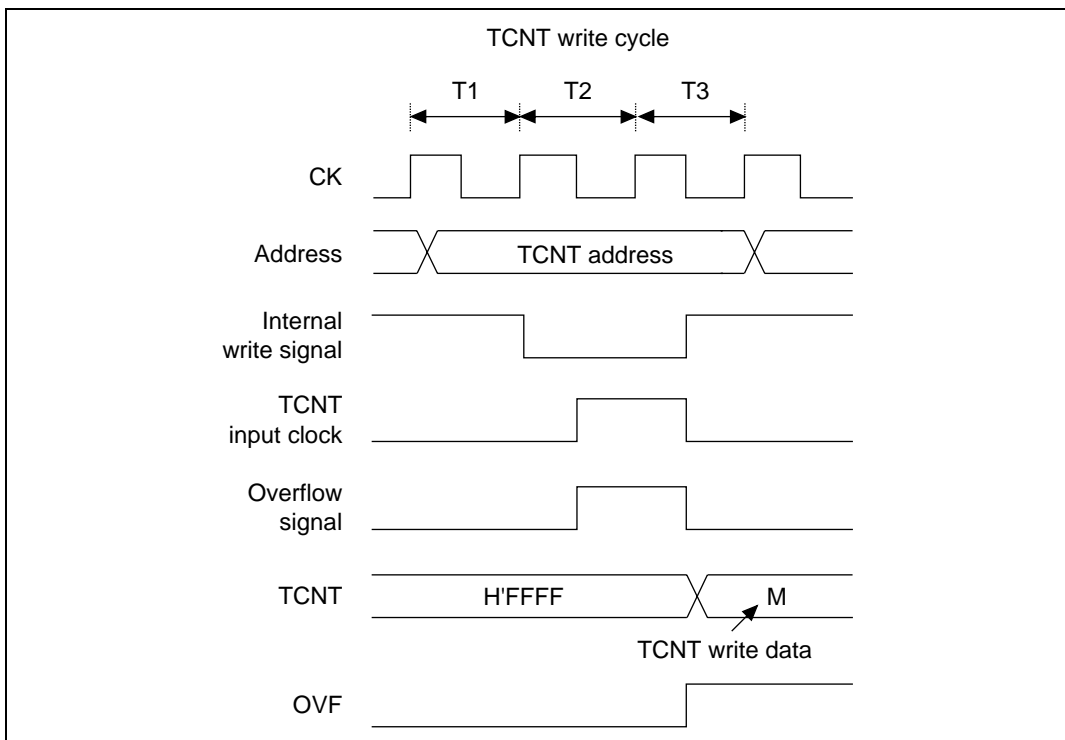 TCNT write cycle
T1 T2 T3
CK
Address
TCNT address
Internal
write signal
TCNT
input clock
Overflow
signal
TCNT
H'FFFF
M
TCNT write data
OVF